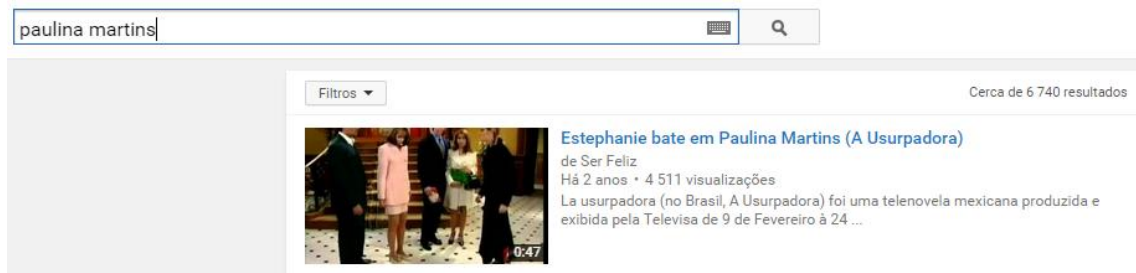 paulina martins
Filtros
Cerca de 6 740 resultados
Estephanie bate em Paulina Martins (A Usurpadora)
de Ser Feliz
Há 2 anos • 4 511 visualizações
La usurpadora (no Brasil, A Usurpadora) foi uma telenovela mexicana produzida e
exibida pela Televisa de 9 de Fevereiro à 24 ...
0:47